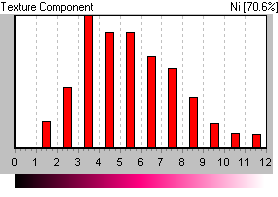 Texture Component Ni [70.6%]
0 1 2 3 4 5 6 7 8 9 10 11 12